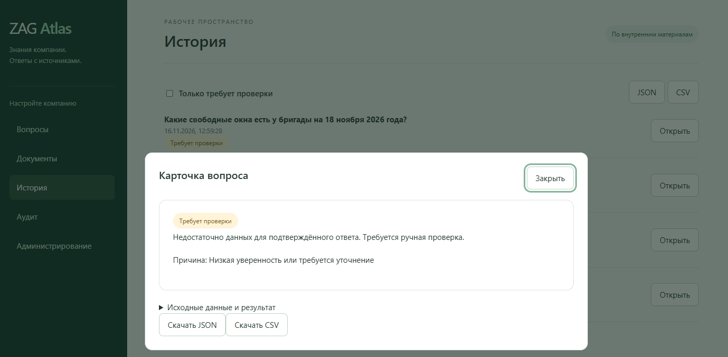 ZAG Atlas
Знания компании.
Ответы с источниками.
Настройте компанию
Вопросы
Документы
История
Аудит
Администрирование
РАБОЧЕЕ ПРОСТРАНСТВО
История
По внутренним материалам
Только требует проверки
JSON
CSV
Какие свободные окна есть у бригады на 18 ноября 2026 года?
18.11.2026, 12:59:28
Требует проверки
Открыть
Открыть
Открыть
Открыть
Карточка вопроса
Закрыть
Требует проверки
Недостаточно данных для подтверждённого ответа. Требуется ручная проверка.
Причина: Низкая уверенность или требуется уточнение
Исходные данные и результат
Скачать JSON
Скачать CSV